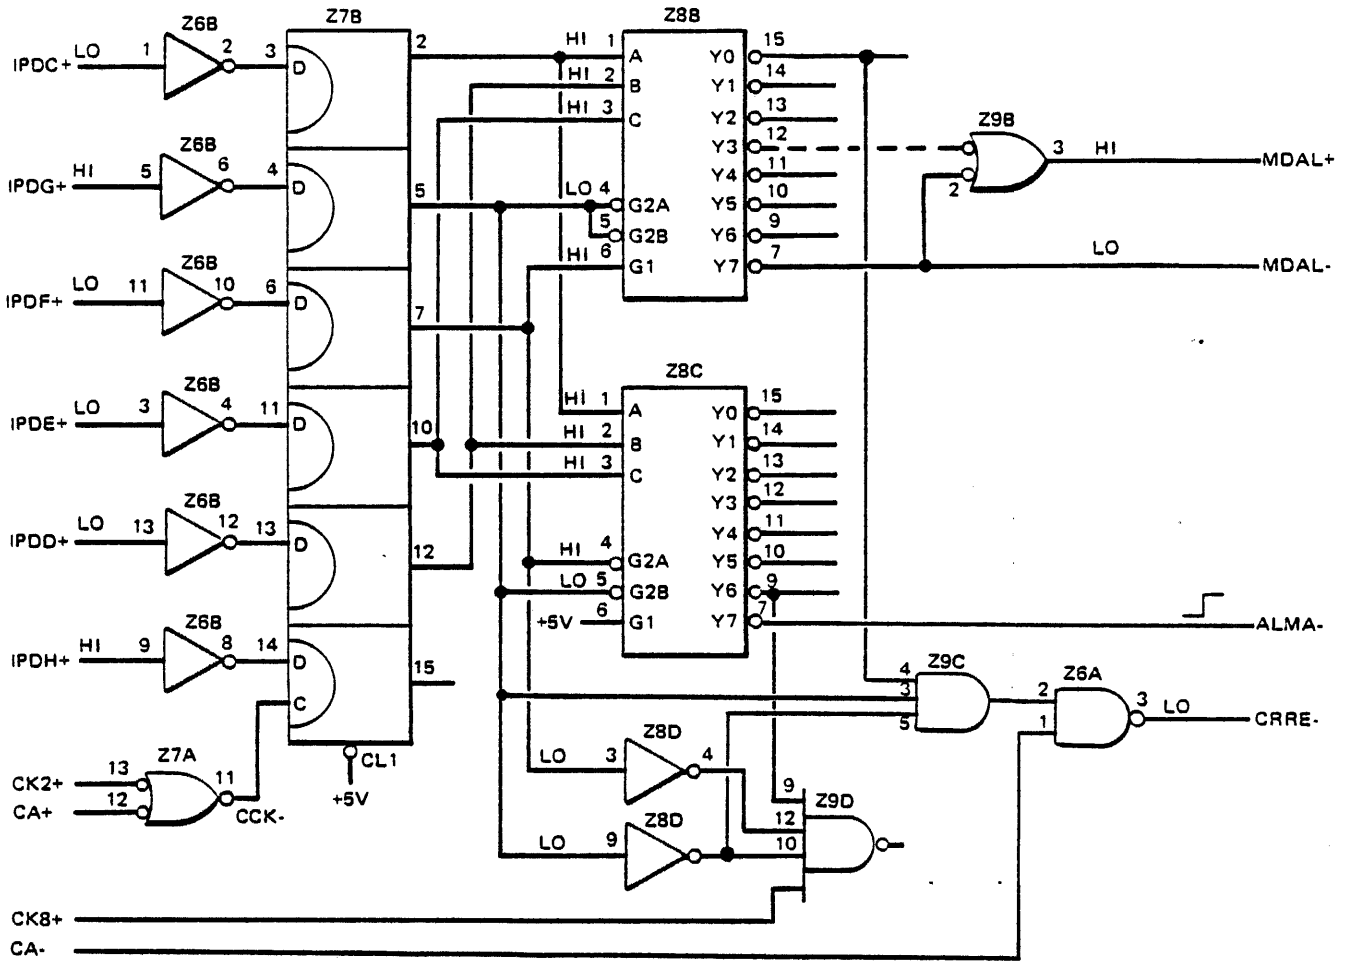 Z6B Z7B Z8B
IPDC+ LO 1 2 3 D 2 HI 1 A Y0 15
HI 2 B Y1 14
HI 3 C Y2 13
Y3 12 Z9B 3 HI MDAL+
Z6B
IPDG+ HI 5 6 4 D 5 LO 4 G2A Y4 11
2
5 G2B Y5 10
Y6 9
HI 6 G1 Y7 7 LO MDAL-
Z6B
IPDF+ LO 11 10 6 D 7
Z8C
Z6B
IPDE+ LO 3 4 11 D 10 HI 1 A Y0 15
HI 2 B Y1 14
HI 3 C Y2 13
Y3 12
Z6B
IPDD+ LO 13 12 13 D 12 HI 4 G2A Y4 11
Y5 10
LO 5 G2B Y6 9
+5V 6 G1 Y7 7 ALMA-
Z6B
IPDH+ HI 9 8 14 D 15
C
Z9C Z6A
4 3 5 2 1 3 LO CRRE-
Z7A CL1 Z8D
CK2+ 13 11 +5V LO 3 4
CA+ 12 CCK-
Z8D Z9D
LO 9 9 12 10
CK8+
CA-